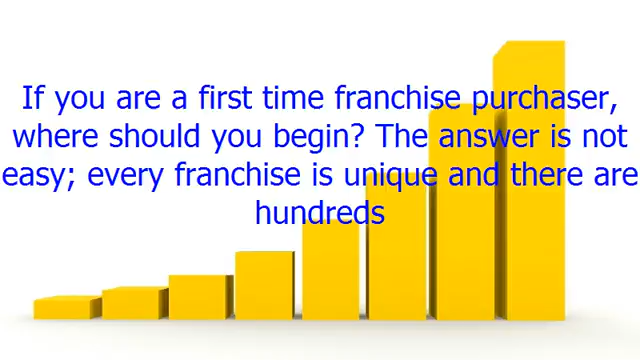 If you are a first time franchise purchaser,
where should you begin? The answer is not
easy; every franchise is unique and there are
hundreds